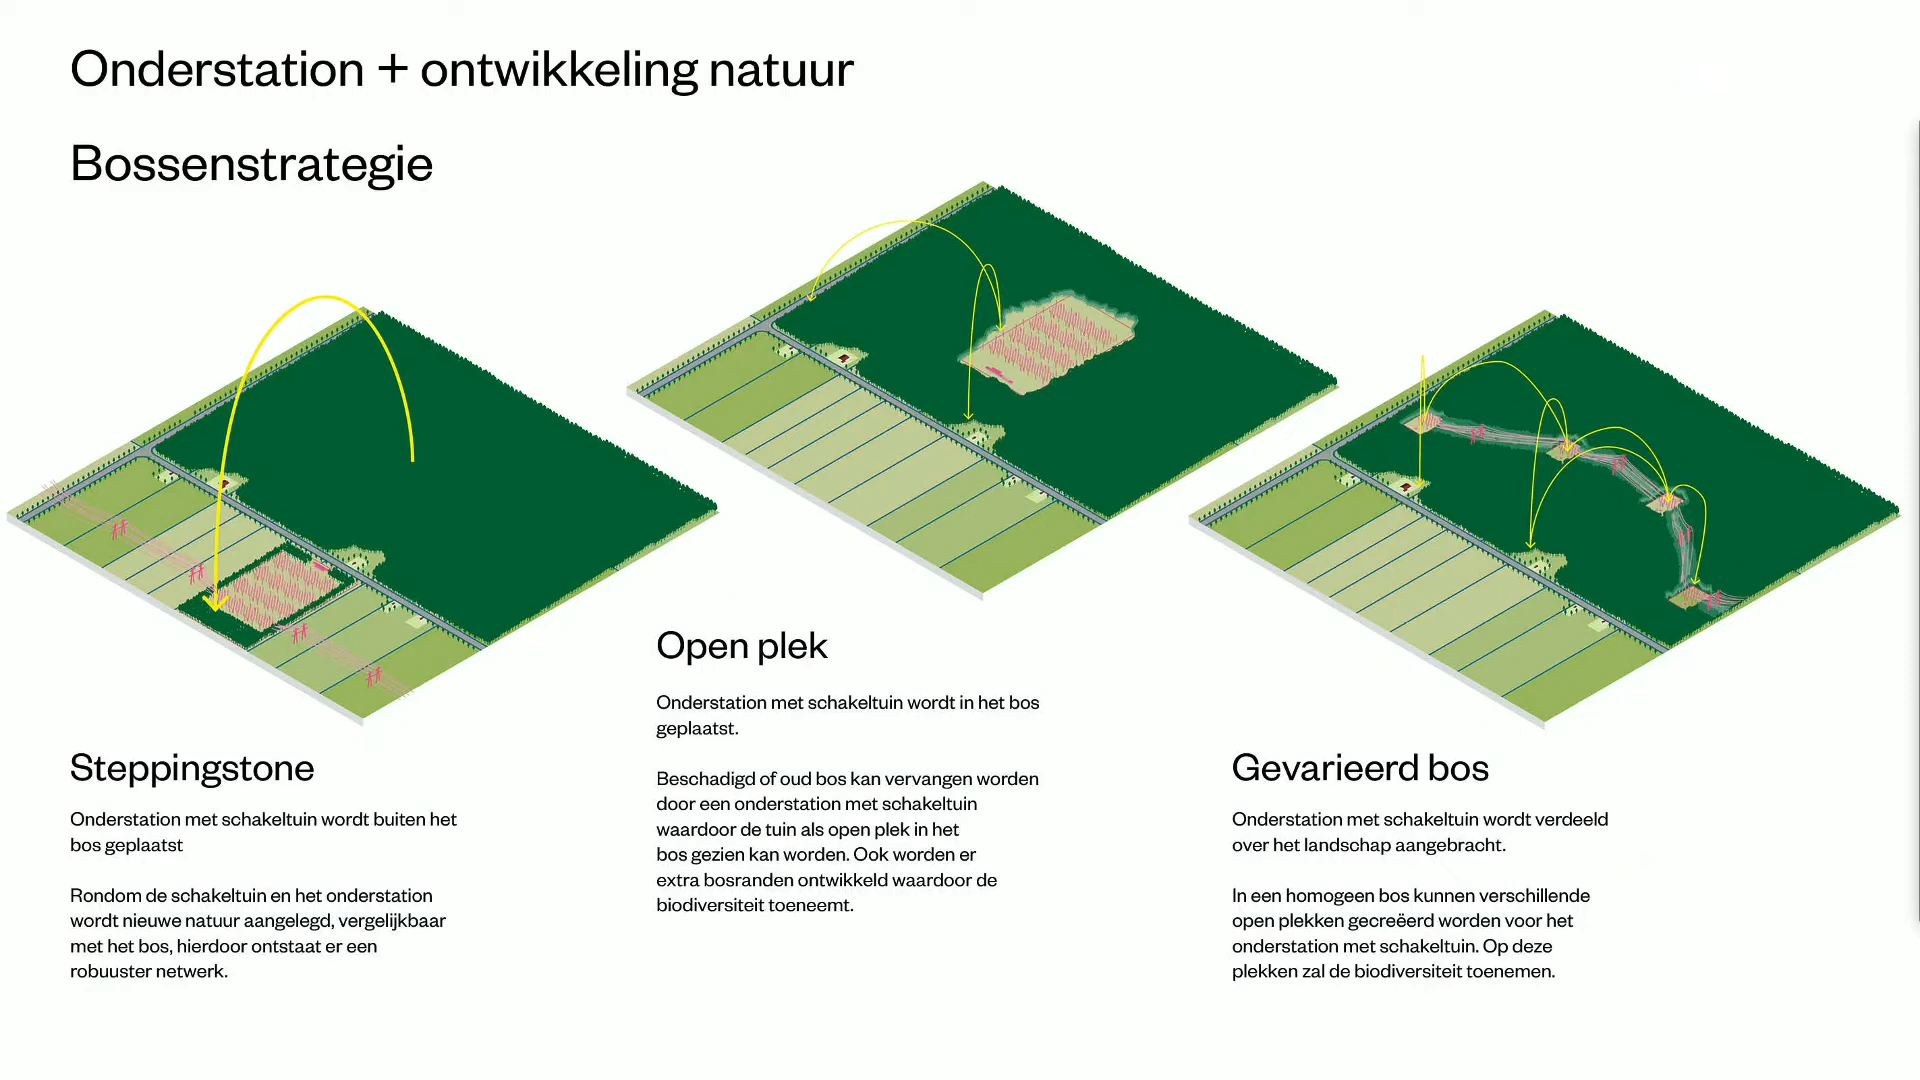 Onderstation + ontwikkeling natuur
Bossenstrategie
Steppingstone
Onderstation met schakeltuin wordt buiten het
bos geplaatst
Rondom de schakeltuin en het onderstation
wordt nieuwe natuur aangelegd, vergelijkbaar
met het bos, hierdoor ontstaat er een
robuuster netwerk.
Open plek
Onderstation met schakeltuin wordt in het bos
geplaatst.
Beschadigd of oud bos kan vervangen worden
door een onderstation met schakeltuin
waardoor de tuin als open plek in het
bos gezien kan worden. Ook worden er
extra bosranden ontwikkeld waardoor de
biodiversiteit toeneemt.
Gevarieerd bos
Onderstation met schakeltuin wordt verdeeld
over het landschap aangebracht.
In een homogeen bos kunnen verschillende
open plekken gecreëerd worden voor het
onderstation met schakeltuin. Op deze
plekken zal de biodiversiteit toenemen.